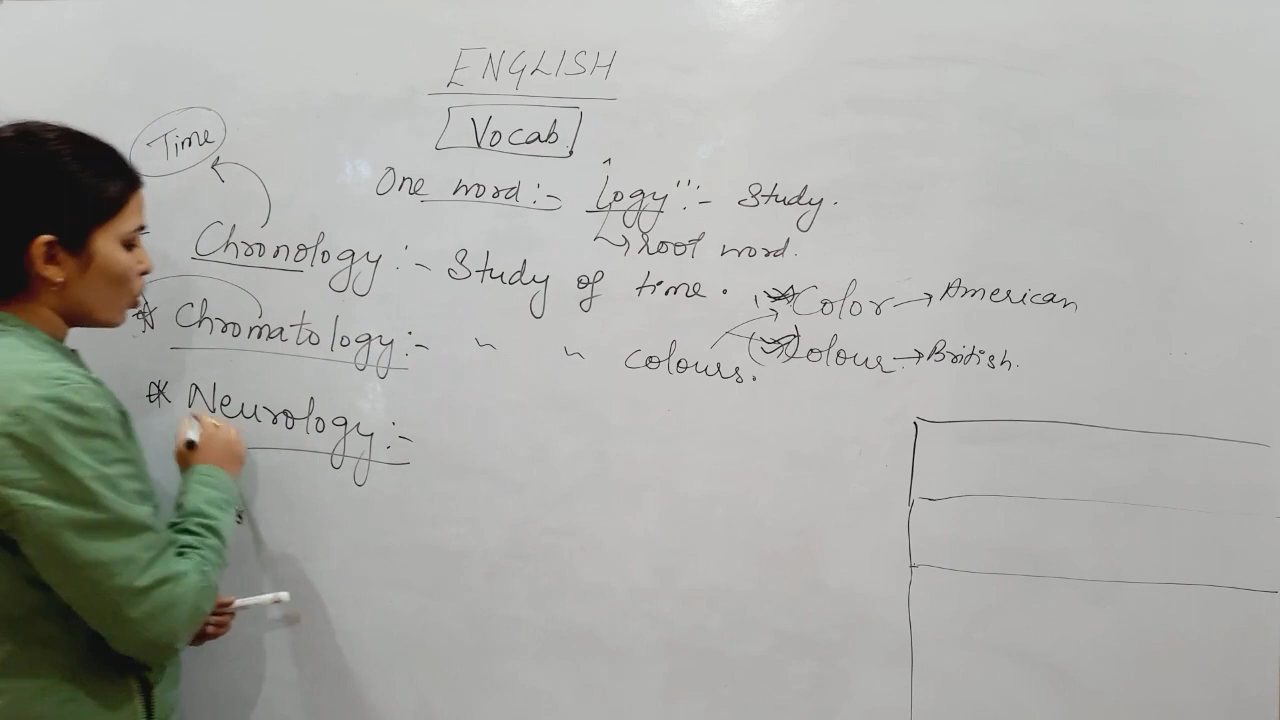 ENGLISH
Vocab
Time
One word :- Logy''' :- Study.
↳ root word.
Chronology :- Study of time.
* Chromatology :- " " colours.
Color → American
Colour → British.
* Neurology :-